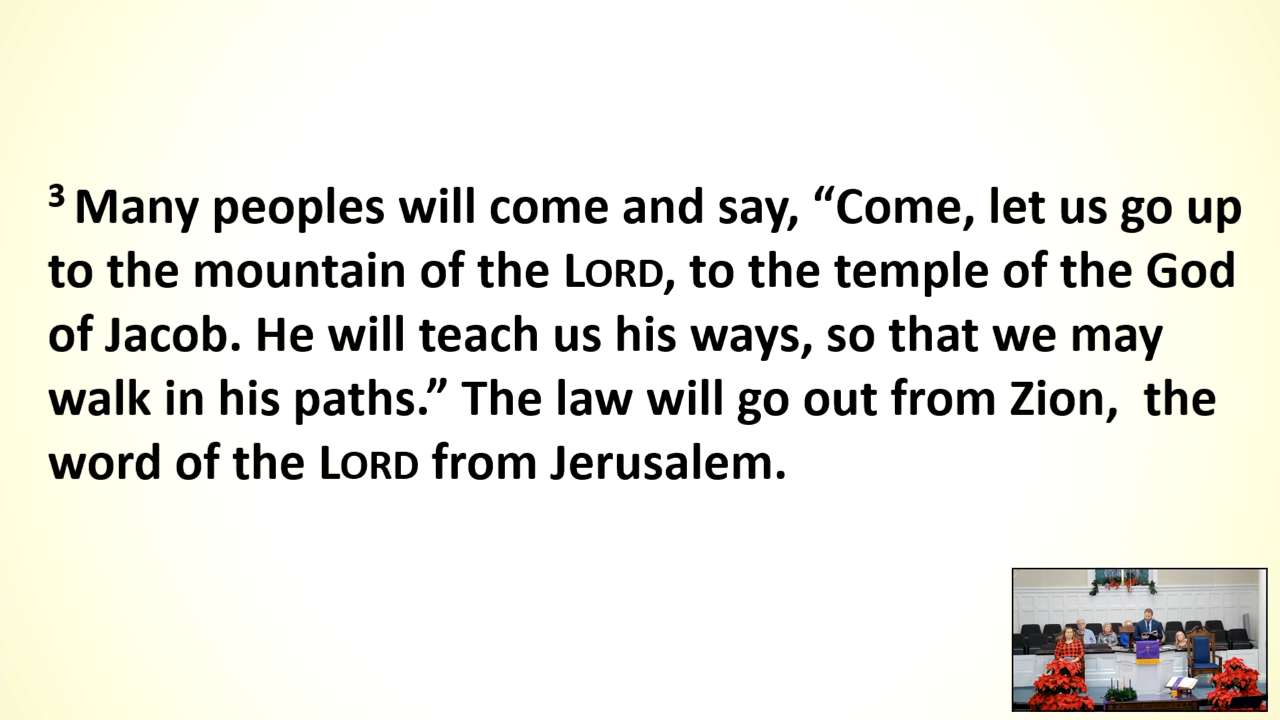 ³ Many peoples will come and say, “Come, let us go up
to the mountain of the LORD, to the temple of the God
of Jacob. He will teach us his ways, so that we may
walk in his paths.” The law will go out from Zion,  the
word of the LORD from Jerusalem.